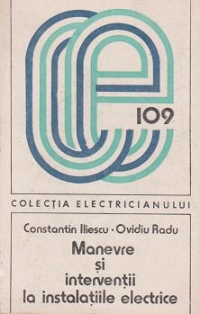 109
COLECȚIA ELECTRICIANULUI
Constantin Iliescu · Ovidiu Radu
Manevre
și
intervenții
la instalațiile electrice